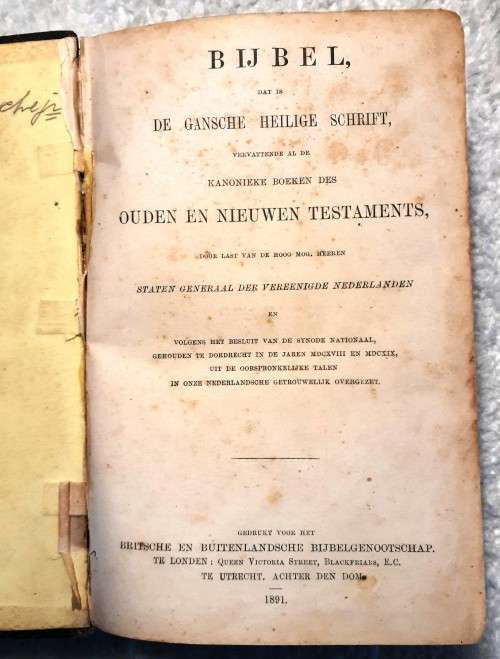 BIJBEL,
DAT IS
DE GANSCHE HEILIGE SCHRIFT,
VERVATTENDE AL DE
KANONIEKE BOEKEN DES
OUDEN EN NIEUWEN TESTAMENTS,
DOOR LAST VAN DE HOOG MOG. HEEREN
STATEN GENERAAL DER VEREENIGDE NEDERLANDEN
EN
VOLGENS HET BESLUIT VAN DE SYNODE NATIONAAL,
GEHOUDEN TE DORDRECHT IN DE JAREN MDCXVIII EN MDCXIX,
UIT DE OORSPRONKELIJKE TALEN
IN ONZE NEDERLANDSCHE GETROUWELIJK OVERGEZET.
GEDRUKT VOOR HET
BRITSCHE EN BUITENLANDSCHE BIJBELGENOOTSCHAP.
TE LONDEN: QUEEN VICTORIA STREET, BLACKFRIARS, E.C.
TE UTRECHT. ACHTER DEN DOM.
1891.